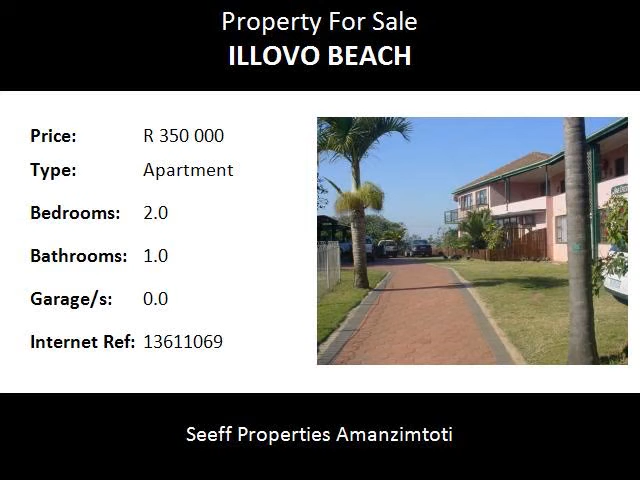 Property For Sale
ILLOVO BEACH
Price: R 350 000
Type: Apartment
Bedrooms: 2.0
Bathrooms: 1.0
Garage/s: 0.0
Internet Ref: 13611069
Seeff Properties Amanzimtoti